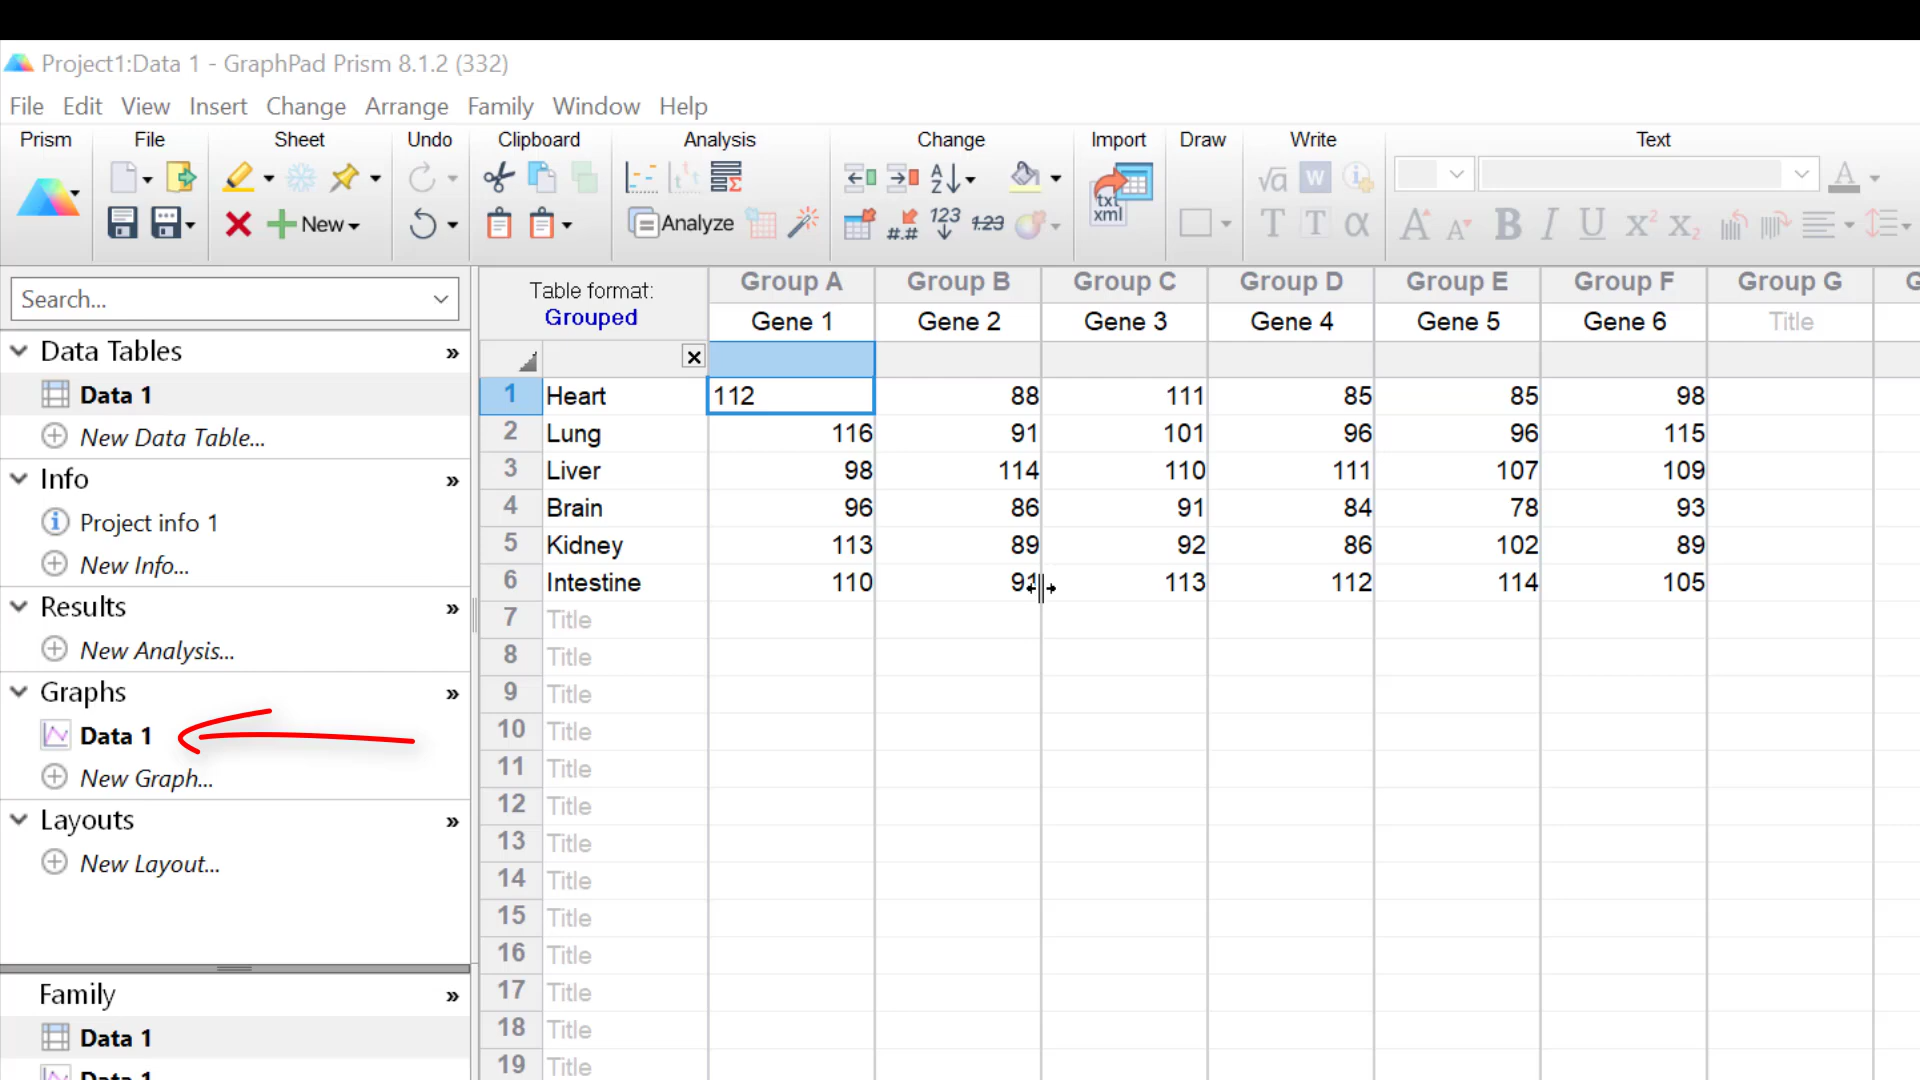 Project1:Data 1 - GraphPad Prism 8.1.2 (332)
File Edit View Insert Change Arrange Family Window Help
Prism File Sheet Undo Clipboard Analysis Change Import Draw Write Text
New Analyze
Search...
Data Tables
Data 1
New Data Table...
Info
Project info 1
New Info...
Results
New Analysis...
Graphs
Data 1
New Graph...
Layouts
New Layout...
Family
Data 1
Data 1
Table format:
Grouped
Group A Group B Group C Group D Group E Group F Group G
Gene 1 Gene 2 Gene 3 Gene 4 Gene 5 Gene 6 Title
1 Heart 112 88 111 85 85 98
2 Lung 116 91 101 96 96 115
3 Liver 98 114 110 111 107 109
4 Brain 96 86 91 84 78 93
5 Kidney 113 89 92 86 102 89
6 Intestine 110 91 113 112 114 105
7 Title
8 Title
9 Title
10 Title
11 Title
12 Title
13 Title
14 Title
15 Title
16 Title
17 Title
18 Title
19 Title